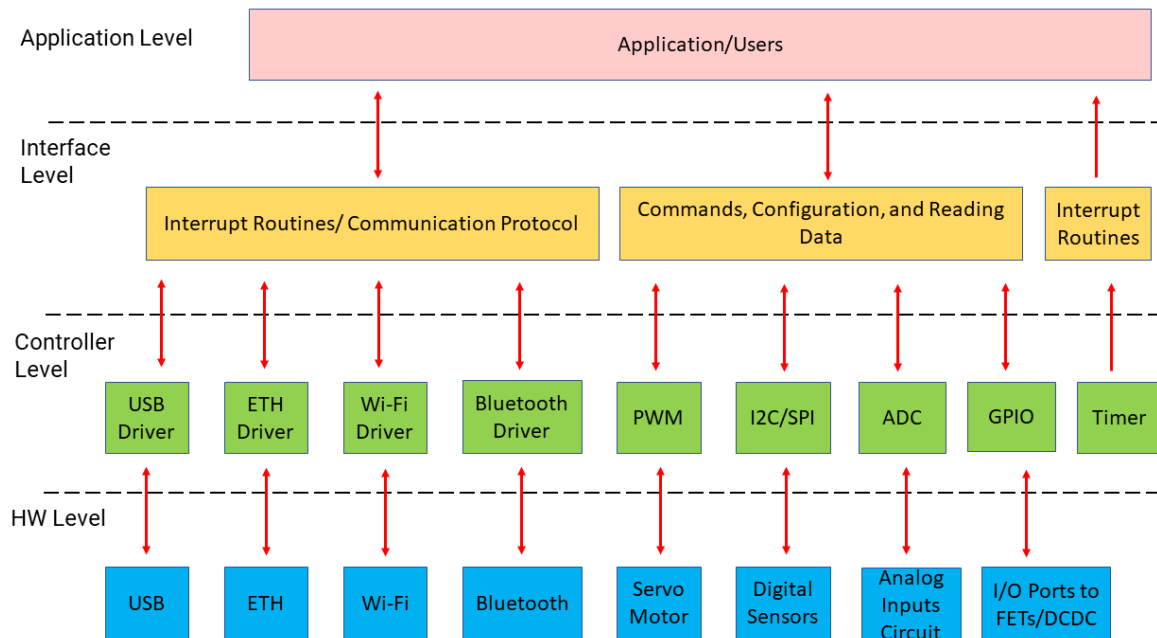 Application Level
Application/Users
Interface
Level
Interrupt Routines/ Communication Protocol
Commands, Configuration, and Reading
Data
Interrupt
Routines
Controller
Level
USB
Driver
ETH
Driver
Wi-Fi
Driver
Bluetooth
Driver
PWM
I2C/SPI
ADC
GPIO
Timer
HW Level
USB
ETH
Wi-Fi
Bluetooth
Servo
Motor
Digital
Sensors
Analog
Inputs
Circuit
I/O Ports to
FETs/DCDC